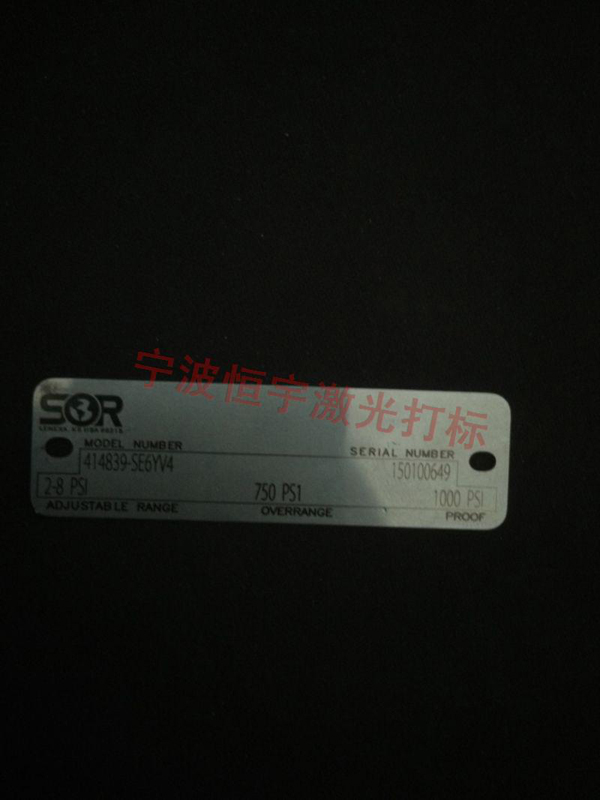 宁波恒宇激光打标
SOR
MODEL NUMBER
SERIAL NUMBER
414839-SE6YV4
150100649
2-8 PSI
750 PS1
1000 PSI
ADJUSTABLE RANGE
OVERRANGE
PROOF